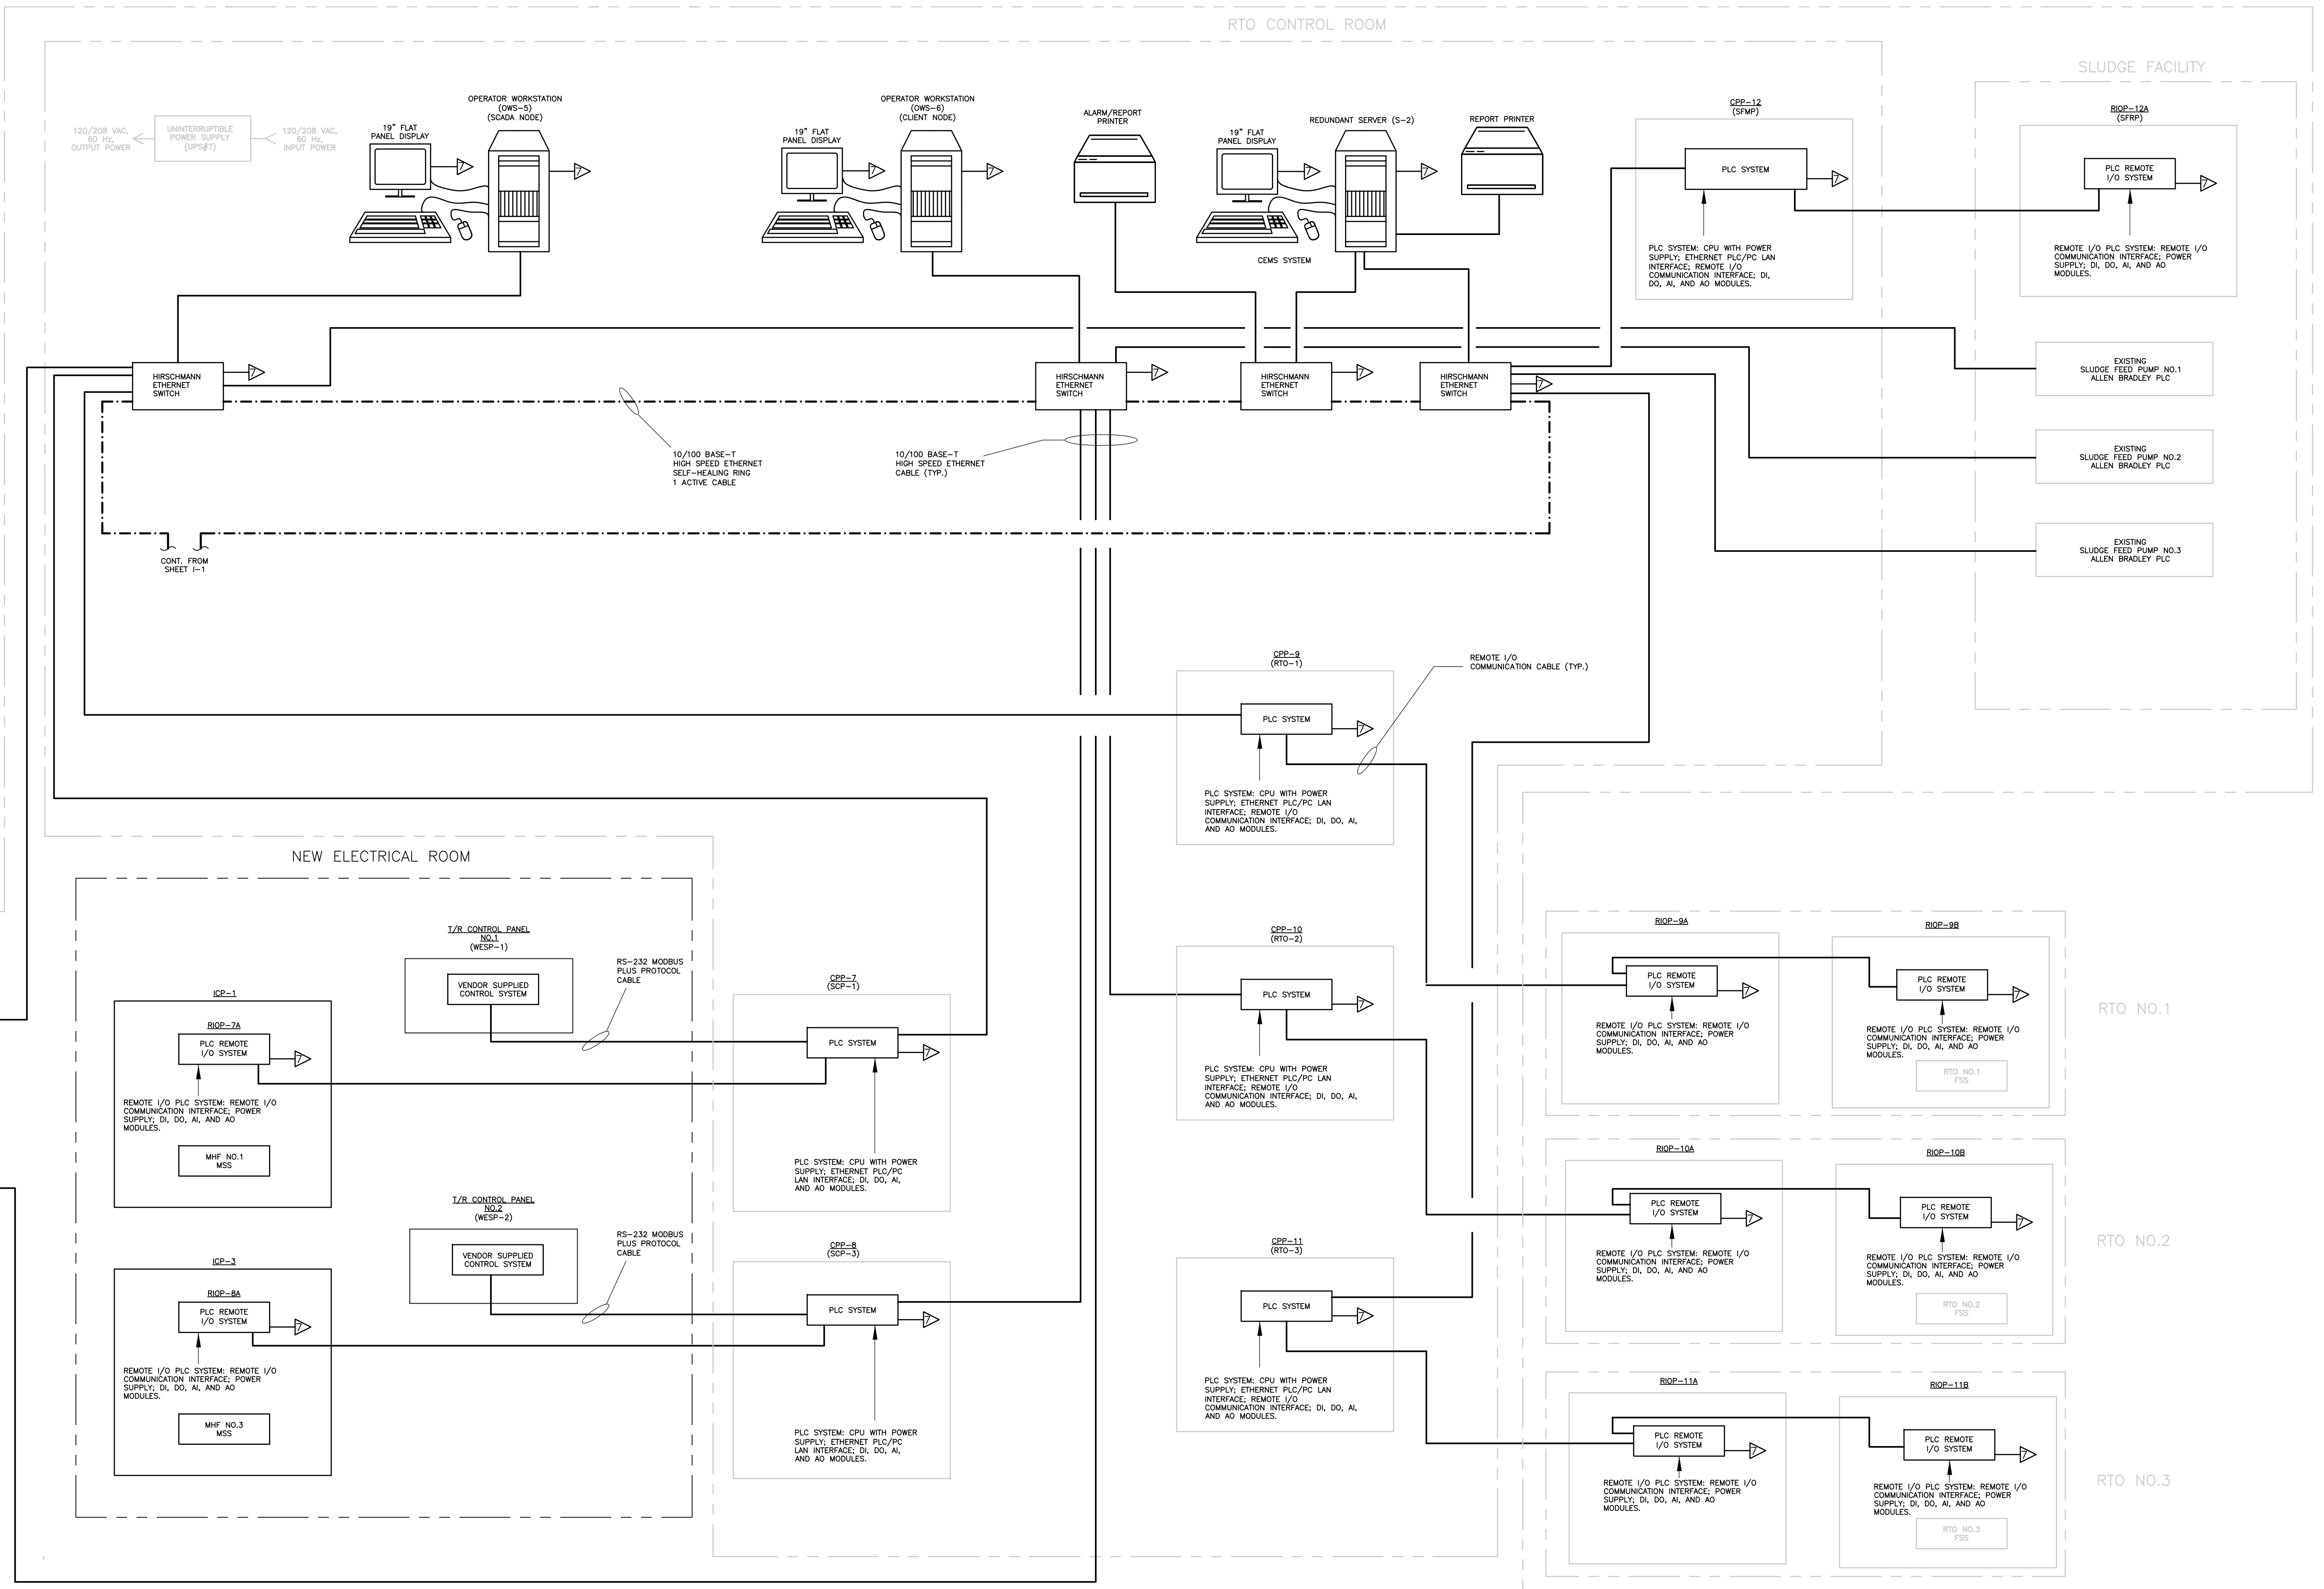 RTO CONTROL ROOM
SLUDGE FACILITY
120/208 VAC,
60 Hz,
OUTPUT POWER
UNINTERRUPTIBLE
POWER SUPPLY
(UPS#7)
120/208 VAC,
60 Hz,
INPUT POWER
OPERATOR WORKSTATION
(OWS-5)
(SCADA NODE)
19" FLAT
PANEL DISPLAY
7
7
OPERATOR WORKSTATION
(OWS-6)
(CLIENT NODE)
19" FLAT
PANEL DISPLAY
7
7
ALARM/REPORT
PRINTER
19" FLAT
PANEL DISPLAY
7
REDUNDANT SERVER (S-2)
7
CEMS SYSTEM
REPORT PRINTER
CPP-12
(SFMP)
PLC SYSTEM
7
PLC SYSTEM: CPU WITH POWER
SUPPLY; ETHERNET PLC/PC LAN
INTERFACE; REMOTE I/O
COMMUNICATION INTERFACE; DI,
DO, AI, AND AO MODULES.
RIOP-12A
(SFRP)
PLC REMOTE
I/O SYSTEM
7
REMOTE I/O PLC SYSTEM: REMOTE I/O
COMMUNICATION INTERFACE; POWER
SUPPLY; DI, DO, AI, AND AO
MODULES.
HIRSCHMANN
ETHERNET
SWITCH
7
HIRSCHMANN
ETHERNET
SWITCH
7
HIRSCHMANN
ETHERNET
SWITCH
7
HIRSCHMANN
ETHERNET
SWITCH
7
EXISTING
SLUDGE FEED PUMP NO.1
ALLEN BRADLEY PLC
EXISTING
SLUDGE FEED PUMP NO.2
ALLEN BRADLEY PLC
EXISTING
SLUDGE FEED PUMP NO.3
ALLEN BRADLEY PLC
10/100 BASE-T
HIGH SPEED ETHERNET
SELF-HEALING RING
1 ACTIVE CABLE
10/100 BASE-T
HIGH SPEED ETHERNET
CABLE (TYP.)
CONT. FROM
SHEET I-1
CPP-9
(RTO-1)
PLC SYSTEM
7
PLC SYSTEM: CPU WITH POWER
SUPPLY; ETHERNET PLC/PC LAN
INTERFACE; REMOTE I/O
COMMUNICATION INTERFACE; DI, DO, AI,
AND AO MODULES.
REMOTE I/O
COMMUNICATION CABLE (TYP.)
NEW ELECTRICAL ROOM
T/R CONTROL PANEL
NO.1
(WESP-1)
VENDOR SUPPLIED
CONTROL SYSTEM
RS-232 MODBUS
PLUS PROTOCOL
CABLE
ICP-1
RIOP-7A
PLC REMOTE
I/O SYSTEM
7
REMOTE I/O PLC SYSTEM: REMOTE I/O
COMMUNICATION INTERFACE; POWER
SUPPLY; DI, DO, AI, AND AO
MODULES.
MHF NO.1
MSS
CPP-7
(SCP-1)
PLC SYSTEM
7
PLC SYSTEM: CPU WITH POWER
SUPPLY; ETHERNET PLC/PC
LAN INTERFACE; DI, DO, AI,
AND AO MODULES.
CPP-10
(RTO-2)
PLC SYSTEM
7
PLC SYSTEM: CPU WITH POWER
SUPPLY; ETHERNET PLC/PC LAN
INTERFACE; REMOTE I/O
COMMUNICATION INTERFACE; DI, DO, AI,
AND AO MODULES.
RIOP-9A
PLC REMOTE
I/O SYSTEM
7
REMOTE I/O PLC SYSTEM: REMOTE I/O
COMMUNICATION INTERFACE; POWER
SUPPLY; DI, DO, AI, AND AO
MODULES.
RIOP-9B
PLC REMOTE
I/O SYSTEM
7
REMOTE I/O PLC SYSTEM: REMOTE I/O
COMMUNICATION INTERFACE; POWER
SUPPLY; DI, DO, AI, AND AO
MODULES.
RTO NO.1
FSS
RTO NO.1
T/R CONTROL PANEL
NO.2
(WESP-2)
VENDOR SUPPLIED
CONTROL SYSTEM
RS-232 MODBUS
PLUS PROTOCOL
CABLE
ICP-3
RIOP-8A
PLC REMOTE
I/O SYSTEM
7
REMOTE I/O PLC SYSTEM: REMOTE I/O
COMMUNICATION INTERFACE; POWER
SUPPLY; DI, DO, AI, AND AO
MODULES.
MHF NO.3
MSS
CPP-8
(SCP-3)
PLC SYSTEM
7
PLC SYSTEM: CPU WITH POWER
SUPPLY; ETHERNET PLC/PC
LAN INTERFACE; DI, DO, AI,
AND AO MODULES.
CPP-11
(RTO-3)
PLC SYSTEM
7
PLC SYSTEM: CPU WITH POWER
SUPPLY; ETHERNET PLC/PC LAN
INTERFACE; REMOTE I/O
COMMUNICATION INTERFACE; DI, DO, AI,
AND AO MODULES.
RIOP-10A
PLC REMOTE
I/O SYSTEM
7
REMOTE I/O PLC SYSTEM: REMOTE I/O
COMMUNICATION INTERFACE; POWER
SUPPLY; DI, DO, AI, AND AO
MODULES.
RIOP-10B
PLC REMOTE
I/O SYSTEM
7
REMOTE I/O PLC SYSTEM: REMOTE I/O
COMMUNICATION INTERFACE; POWER
SUPPLY; DI, DO, AI, AND AO
MODULES.
RTO NO.2
FSS
RTO NO.2
RIOP-11A
PLC REMOTE
I/O SYSTEM
7
REMOTE I/O PLC SYSTEM: REMOTE I/O
COMMUNICATION INTERFACE; POWER
SUPPLY; DI, DO, AI, AND AO
MODULES.
RIOP-11B
PLC REMOTE
I/O SYSTEM
7
REMOTE I/O PLC SYSTEM: REMOTE I/O
COMMUNICATION INTERFACE; POWER
SUPPLY; DI, DO, AI, AND AO
MODULES.
RTO NO.3
FSS
RTO NO.3